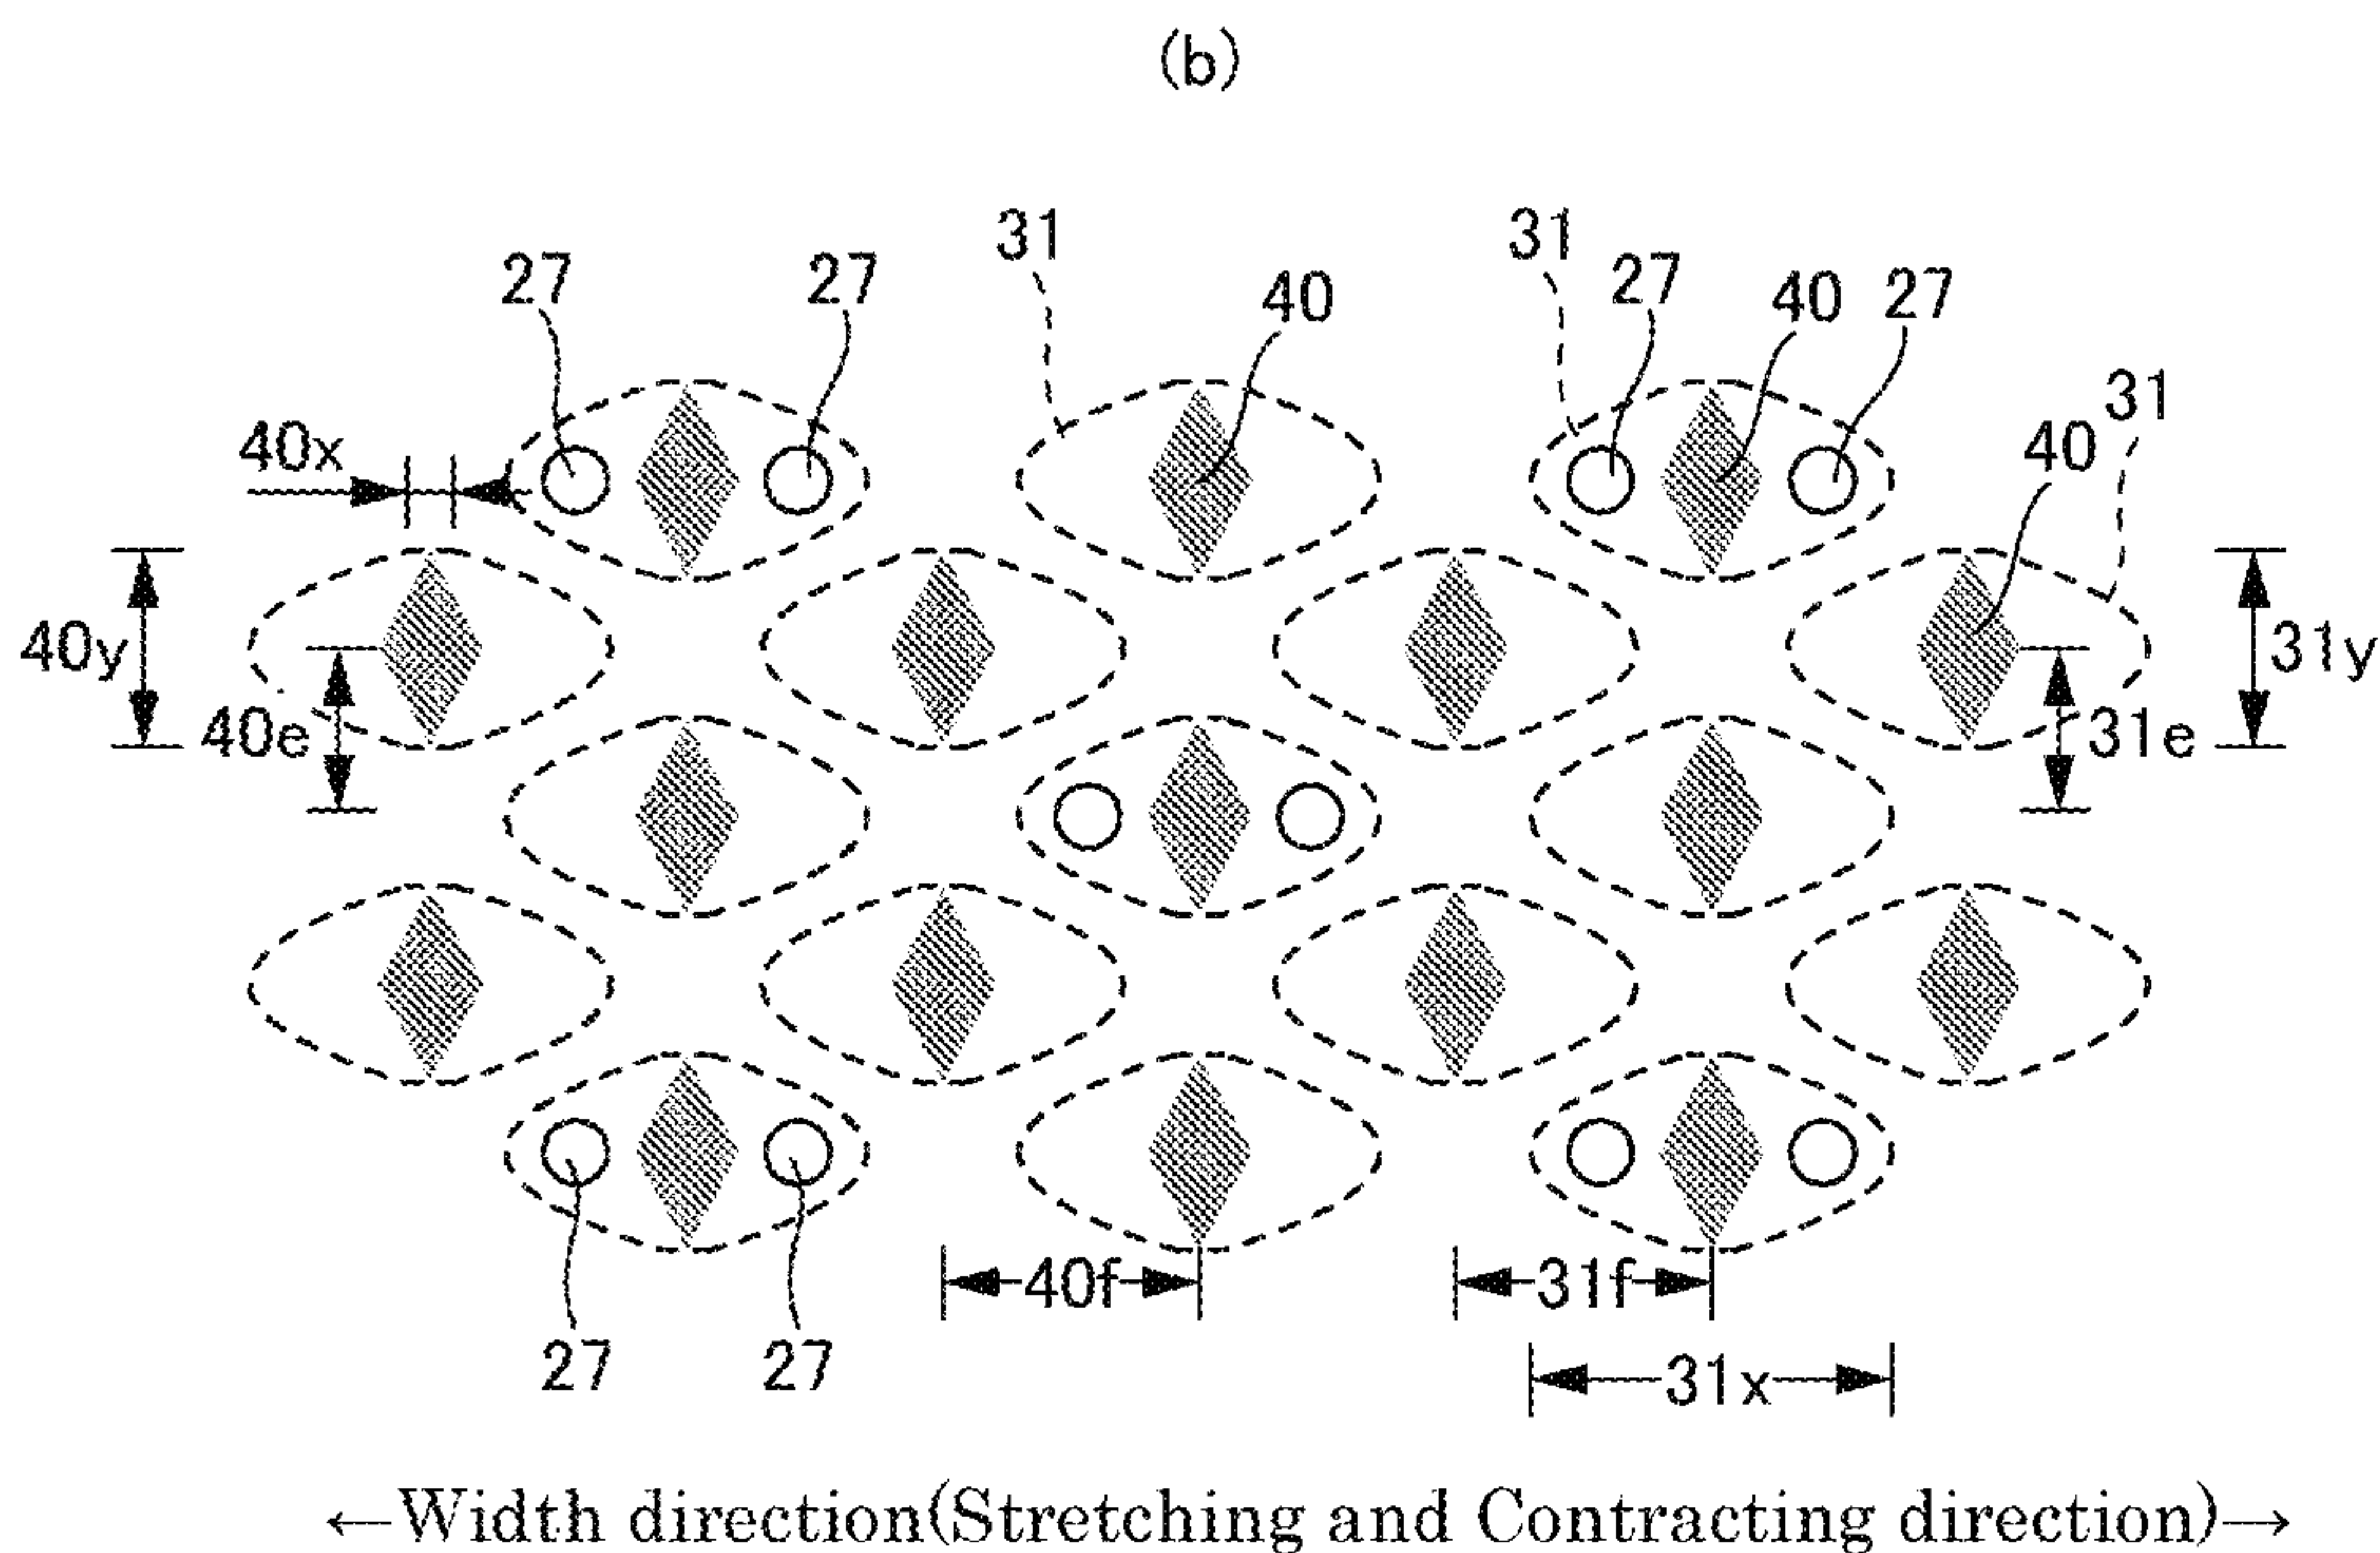 (b)
31 31
27 27 40 27 40 27
31
40x 40
40y 31y
40e 31e
40f 31f
27 27 31x
←Width direction(Stretching and Contracting direction)→